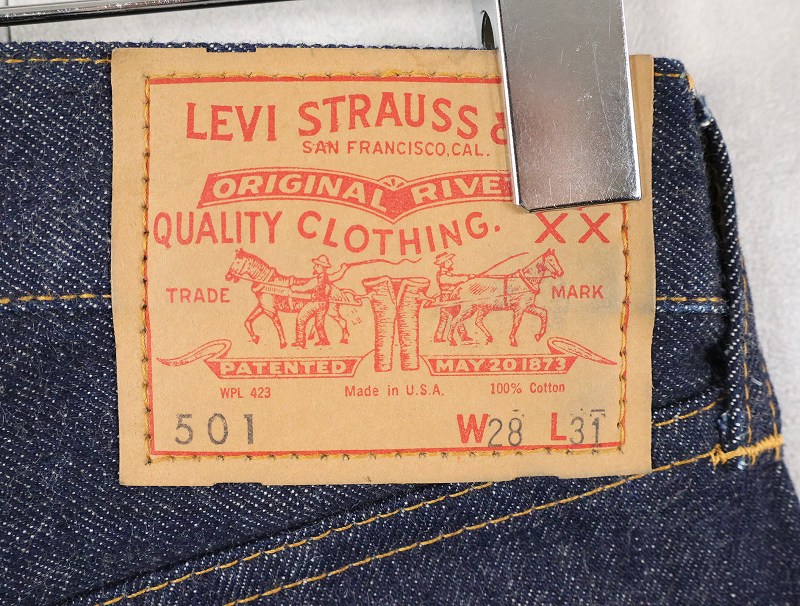 LEVI STRAUSS &
SAN FRANCISCO, CAL.
ORIGINAL RIVE
QUALITY CLOTHING. XX
TRADE MARK
PATENTED MAY 20 1873
WPL 423 Made in U.S.A. 100% Cotton
501 W28 L31